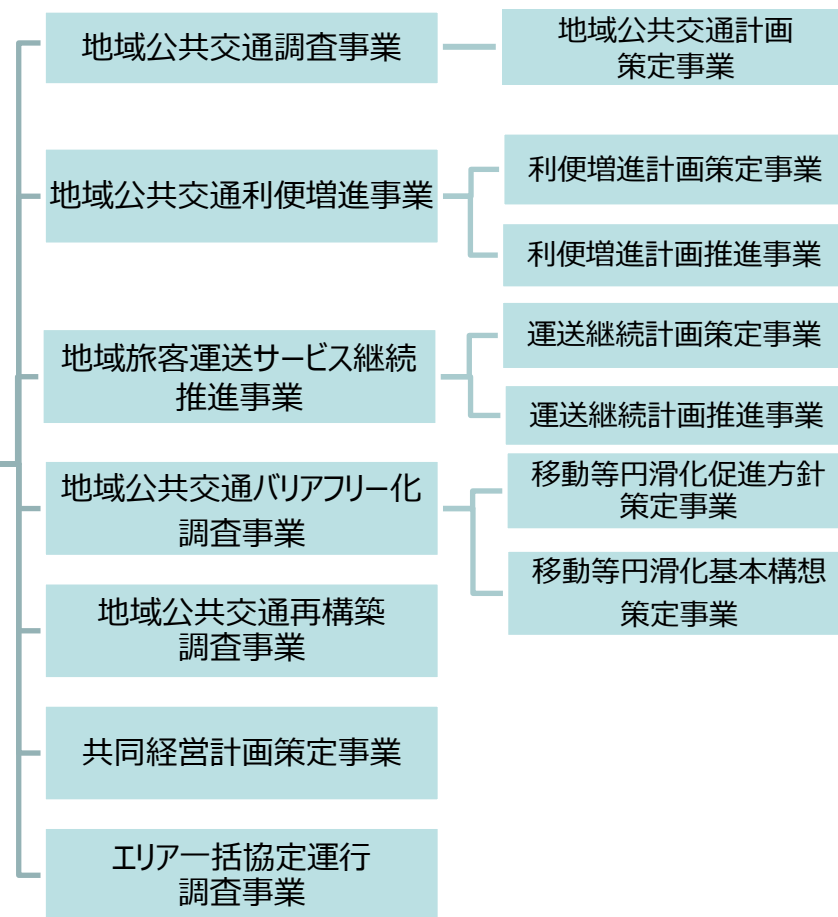 地域公共交通調査事業
地域公共交通計画
策定事業
地域公共交通利便増進事業
利便増進計画策定事業
利便増進計画推進事業
地域旅客運送サービス継続
推進事業
運送継続計画策定事業
運送継続計画推進事業
地域公共交通バリアフリー化
調査事業
移動等円滑化促進方針
策定事業
移動等円滑化基本構想
策定事業
地域公共交通再構築
調査事業
共同経営計画策定事業
エリア一括協定運行
調査事業